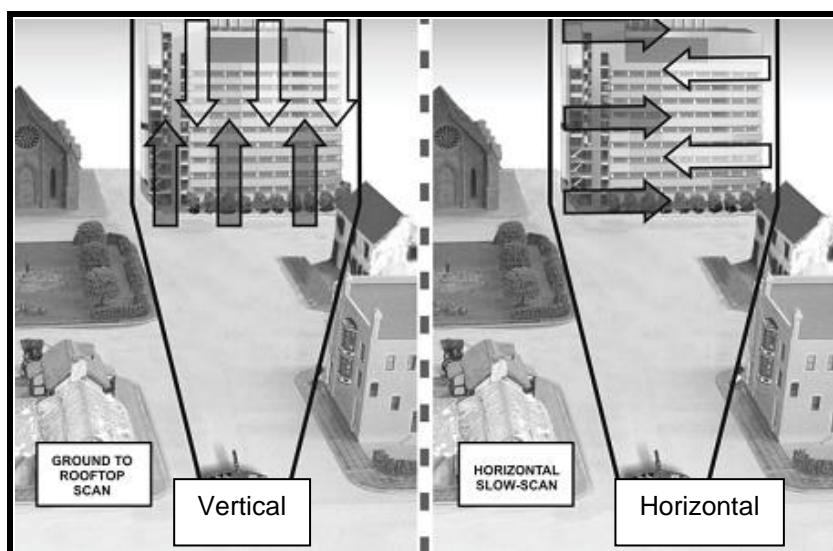 GROUND TO
ROOFTOP
SCAN
Vertical
HORIZONTAL
SLOW-SCAN
Horizontal